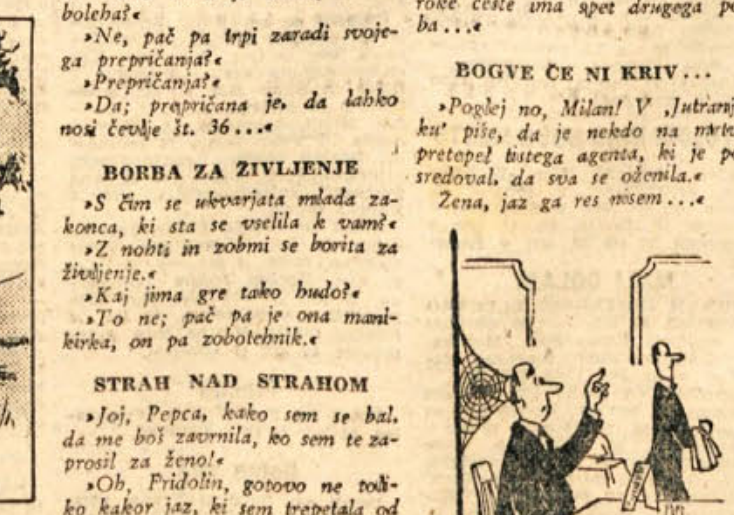 boleha?«
»Ne, pač pa trpi zaradi svoje-
ga prepričanja?«
»Prepričanja?«
»Da; prepričana je, da lahko
nosi čevlje št. 36...«
BORBA ZA ŽIVLJENJE
»S čim se ukvarjata mlada za-
konca, ki sta se vselila k vam?«
»Z nohti in zobmi se borita za
življenje.«
»Kaj jima gre tako hudo?«
»To ne; pač pa je ona mani-
kirka, on pa zobotehnik.«
STRAH NAD STRAHOM
»Joj, Pepca, kako sem se bal,
da me boš zavrnila, ko sem te za-
prosil za ženo!«
»Oh, Fridolin, gotovo ne toli-
ko kakor jaz, ki sem trepetala od
roke češte ima spet drugega
ba...«
BOGVE ČE NI KRIV...
»Poglej no, Milan! V ‚Jutranj
ku' piše, da je nekdo na
pretepel tistega agenta, ki je
sredoval, da sva se oženila.«
Žena, jaz ga res nisem...«